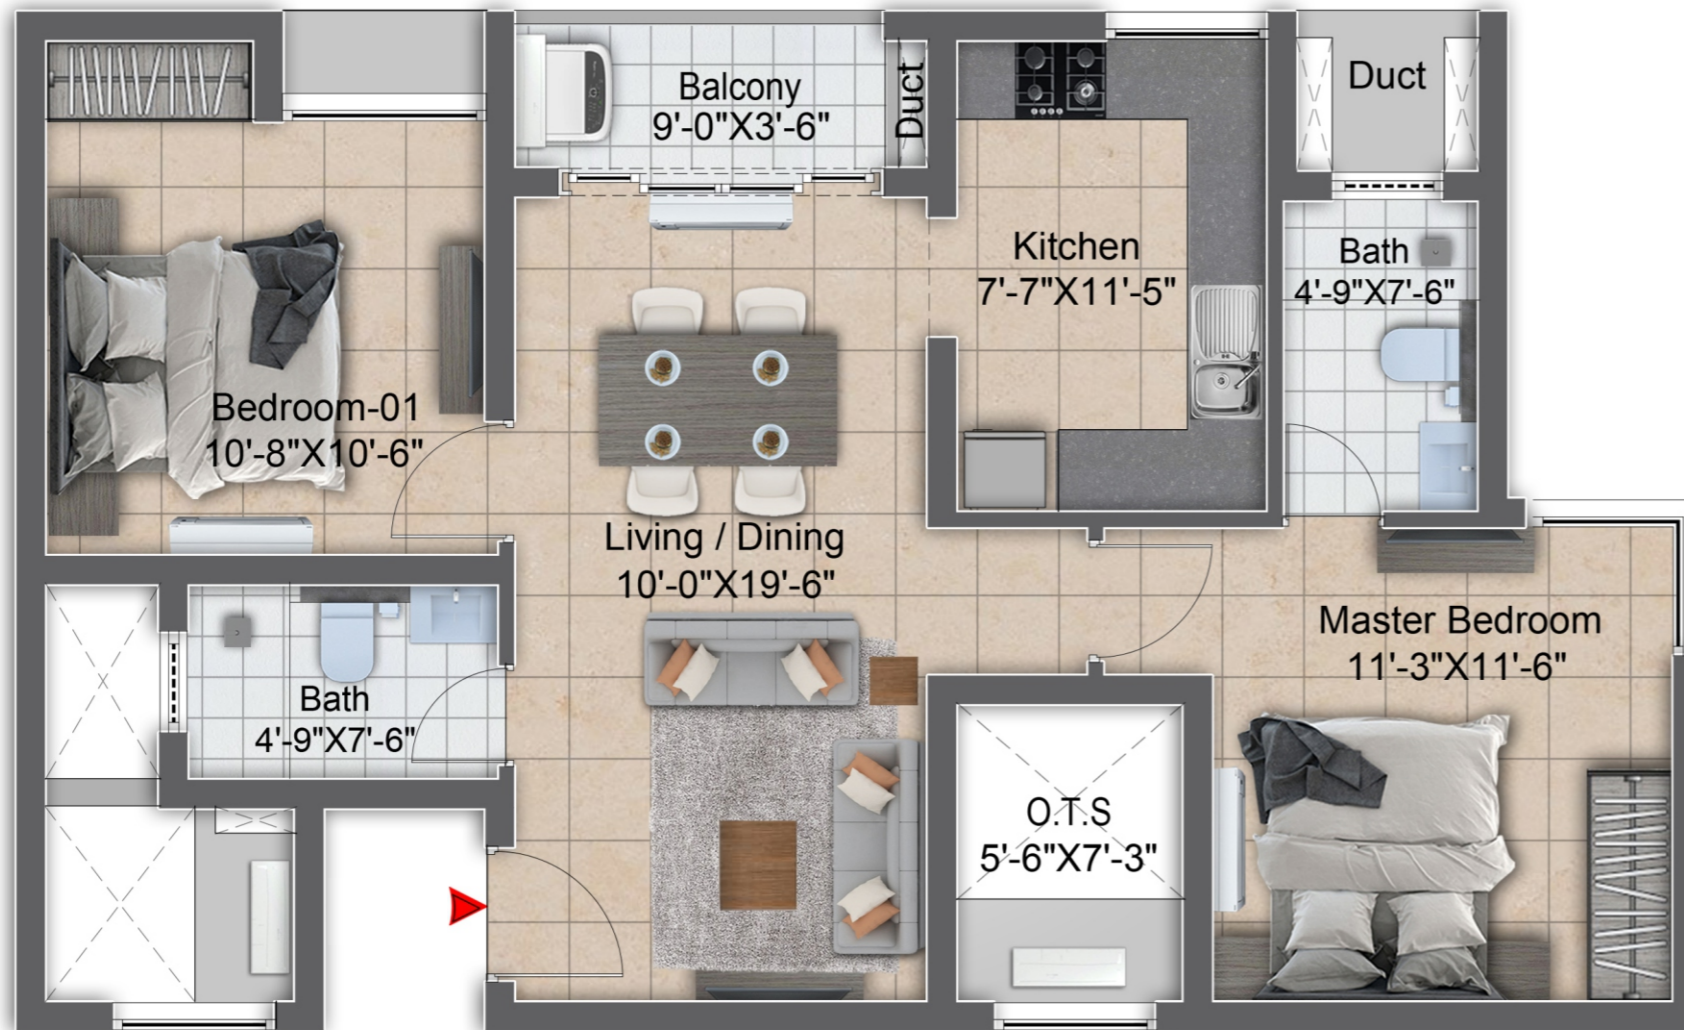 Balcony
9'-0"X3'-6"
Duct
Duct
Kitchen
7'-7"X11'-5"
Bath
4'-9"X7'-6"
Bedroom-01
10'-8"X10'-6"
Living / Dining
10'-0"X19'-6"
Master Bedroom
11'-3"X11'-6"
Bath
4'-9"X7'-6"
O.T.S
5'-6"X7'-3"